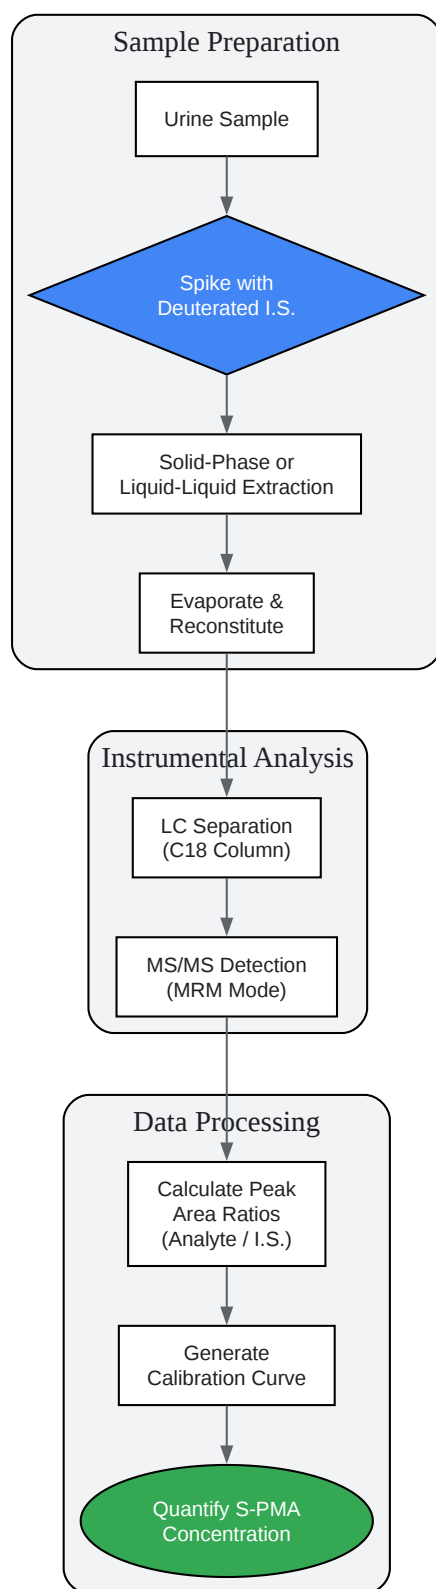 Sample Preparation
Urine Sample
Spike with
Deuterated I.S.
Solid-Phase or
Liquid-Liquid Extraction
Evaporate &
Reconstitute
Instrumental Analysis
LC Separation
(C18 Column)
MS/MS Detection
(MRM Mode)
Data Processing
Calculate Peak
Area Ratios
(Analyte / I.S.)
Generate
Calibration Curve
Quantify S-PMA
Concentration